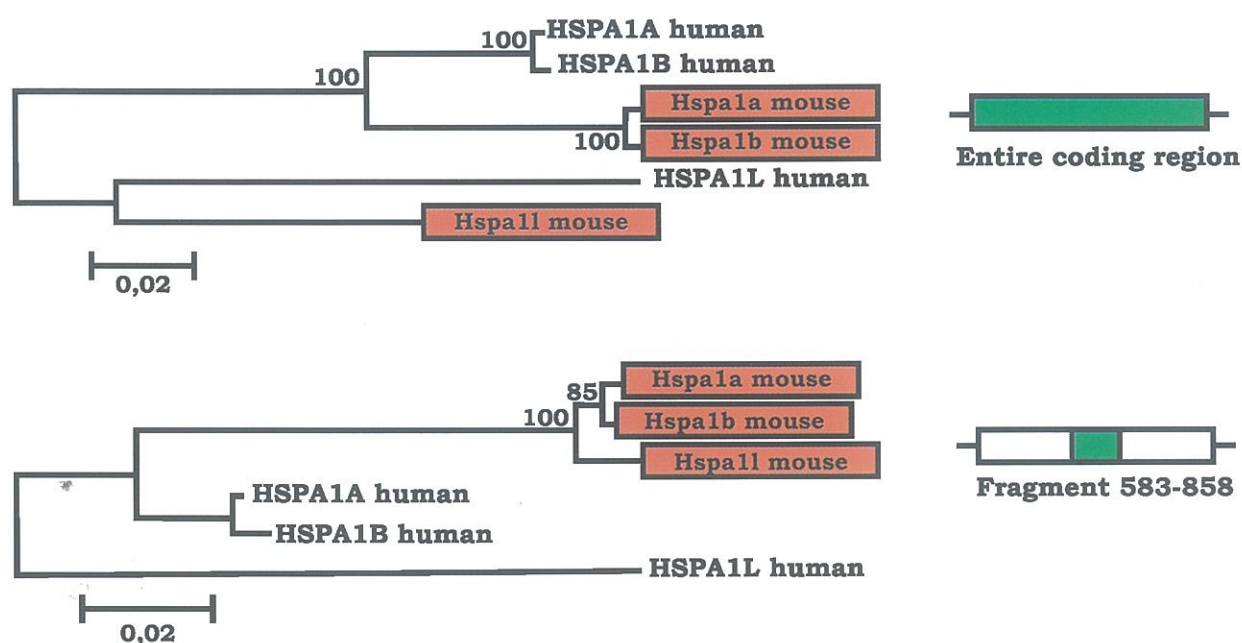 100
HSPA1A human
HSPA1B human
100
Hspa1a mouse
100
Hspa1b mouse
Entire coding region
HSPA1L human
Hspa1l mouse
0,02
85
Hspa1a mouse
100
Hspa1b mouse
Hspa1l mouse
Fragment 583-858
HSPA1A human
HSPA1B human
HSPA1L human
0,02